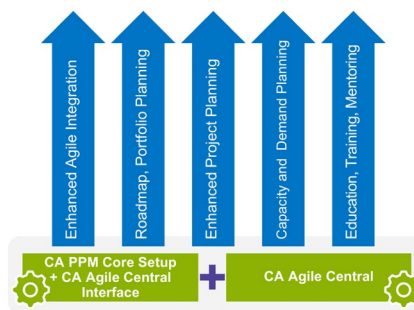 Enhanced Agile Integration
Roadmap, Portfolio Planning
Enhanced Project Planning
Capacity and Demand Planning
Education, Training, Mentoring
CA PPM Core Setup
+ CA Agile Central
Interface
+
CA Agile Central